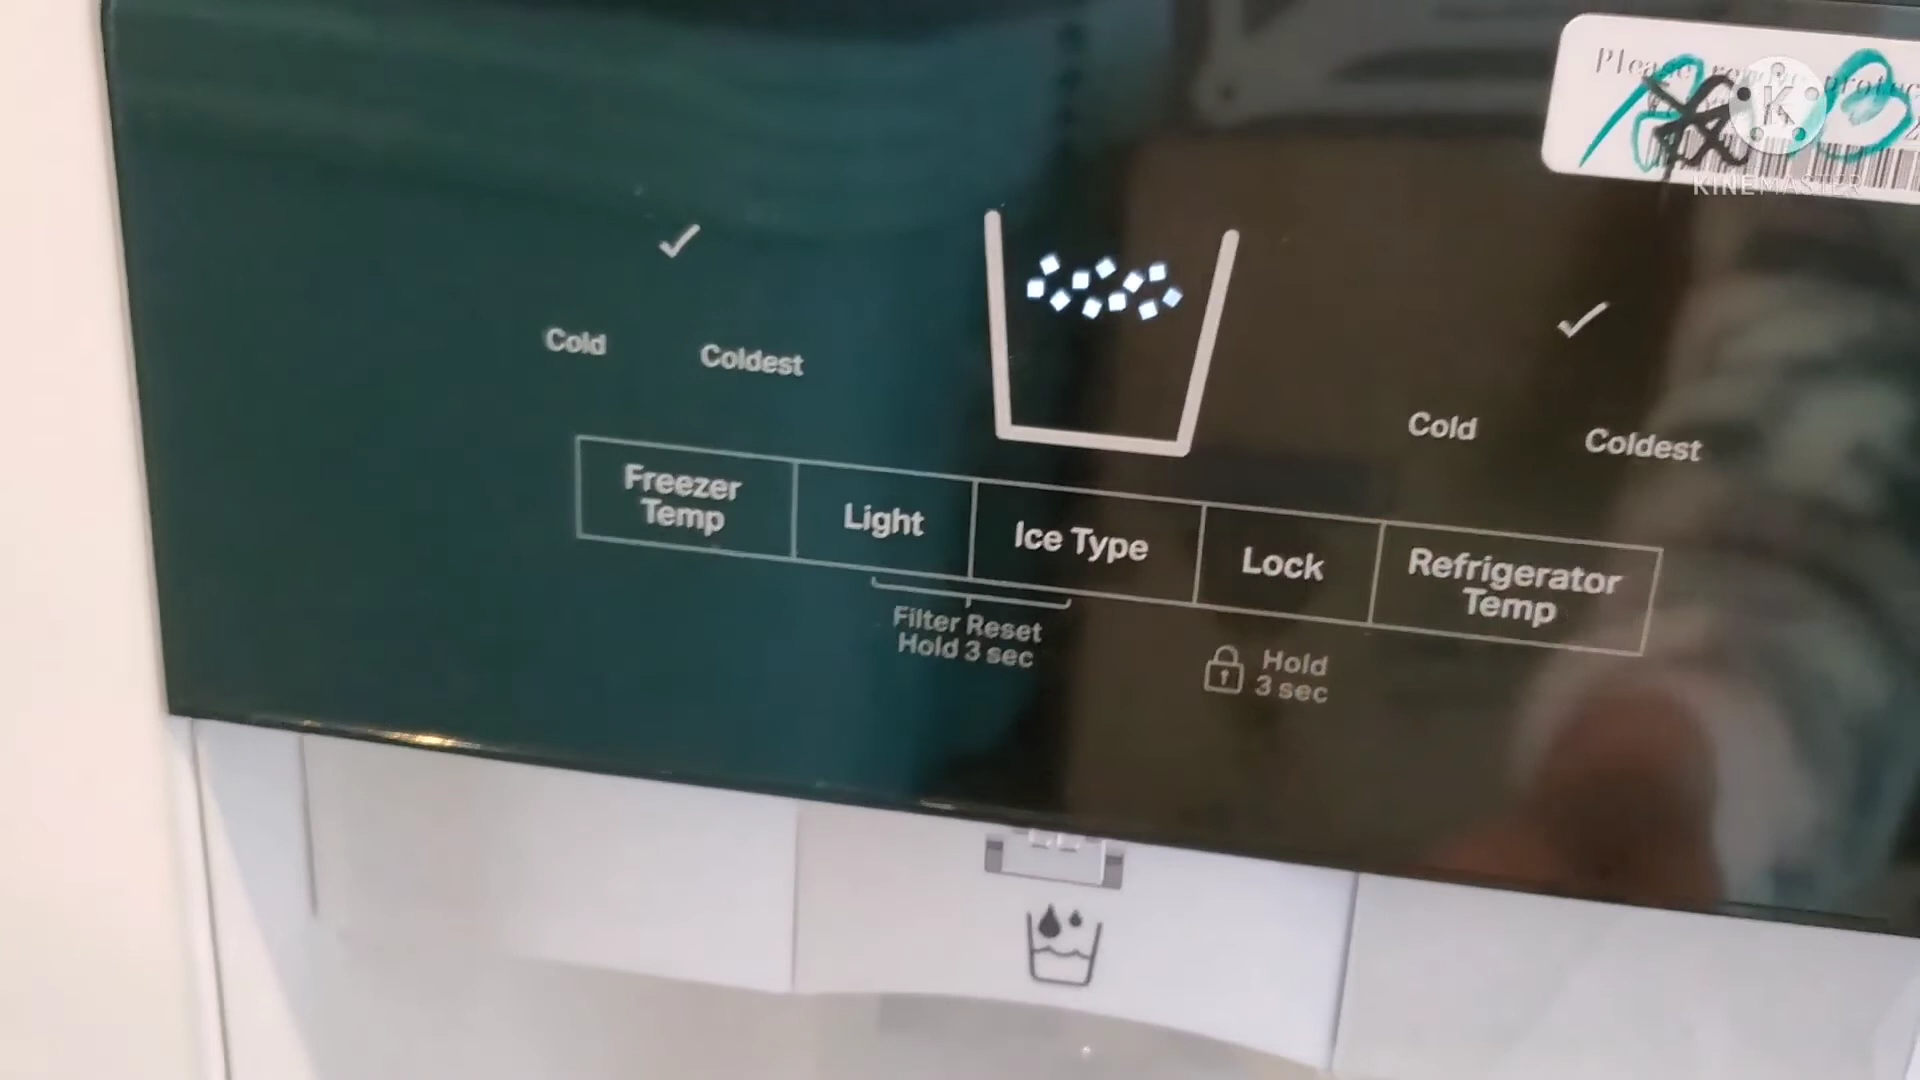 Please
KINEMASTER
Cold
Coldest
Cold
Coldest
Freezer
Temp
Light
Ice Type
Lock
Refrigerator
Temp
Filter Reset
Hold 3 sec
Hold
3 sec